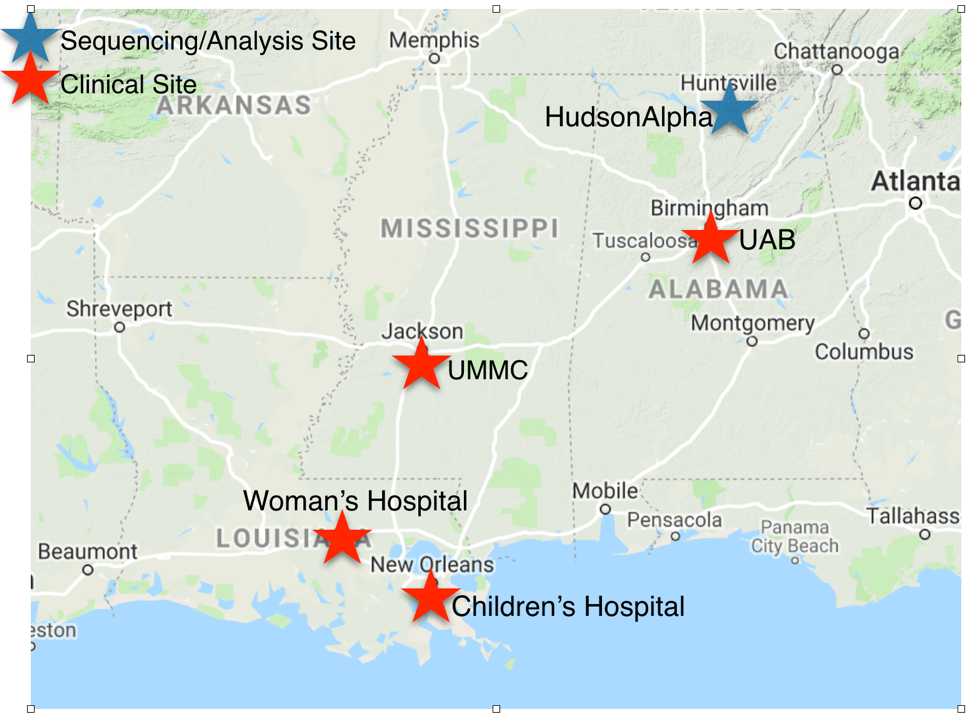 Sequencing/Analysis Site
Clinical Site
Memphis
Chattanooga
Huntsville
ARKANSAS
HudsonAlpha
Atlanta
Birmingham
MISSISSIPPI
Tuscaloosa
UAB
ALABAMA
Shreveport
Montgomery
G
Jackson
Columbus
UMMC
Woman's Hospital
Mobile
Pensacola
Tallahass
LOUISIANA
Panama
City Beach
Beaumont
New Orleans
Children's Hospital
eston